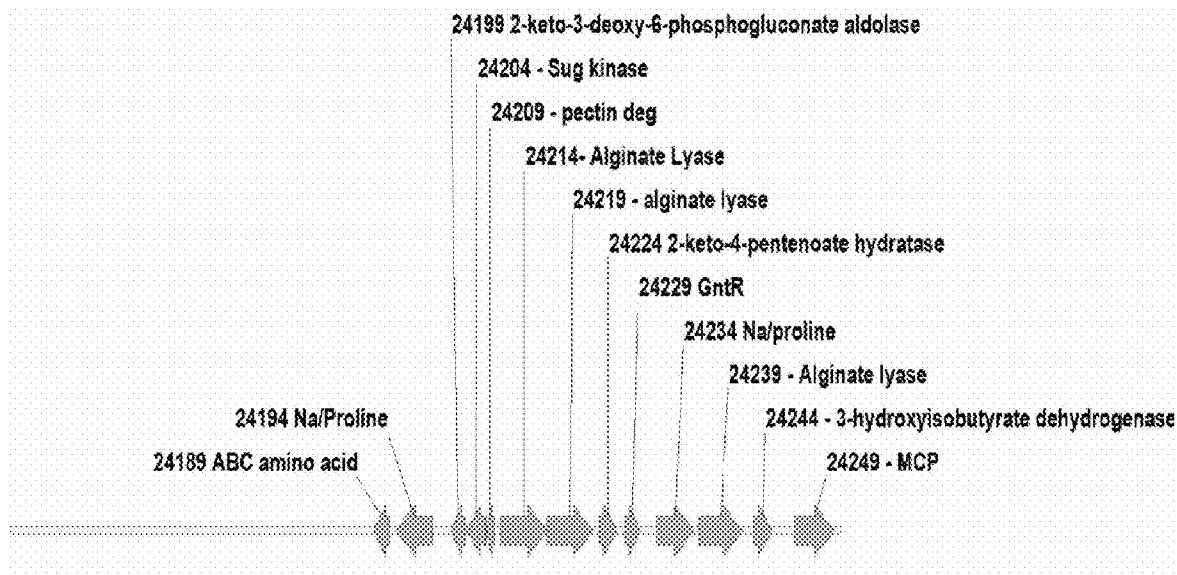 24199 2-keto-3-deoxy-6-phosphogluconate aldolase
24204 - Sug kinase
24209 - pectin deg
24214- Alginate Lyase
24219 - alginate lyase
24224 2-keto-4-pentenoate hydratase
24229 GntR
24234 Na/proline
24239 - Alginate lyase
24194 Na/Proline
24244 - 3-hydroxyisobutyrate dehydrogenase
24189 ABC amino acid
24249 - MCP